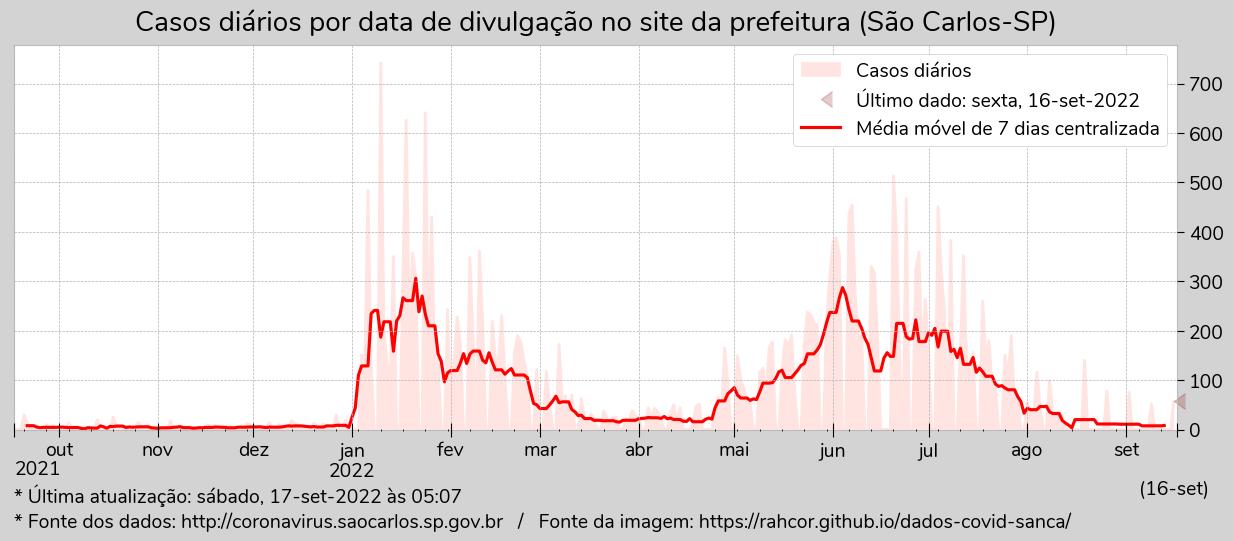 Casos diários por data de divulgação no site da prefeitura (São Carlos-SP)
Casos diários
Último dado: sexta, 16-set-2022
Média móvel de 7 dias centralizada
700
600
500
400
300
200
100
0
out nov dez jan fev mar abr mai jun jul ago set
2021 2022
(16-set)
* Última atualização: sábado, 17-set-2022 às 05:07
* Fonte dos dados: http://coronavirus.saocarlos.sp.gov.br / Fonte da imagem: https://rahcor.github.io/dados-covid-sanca/